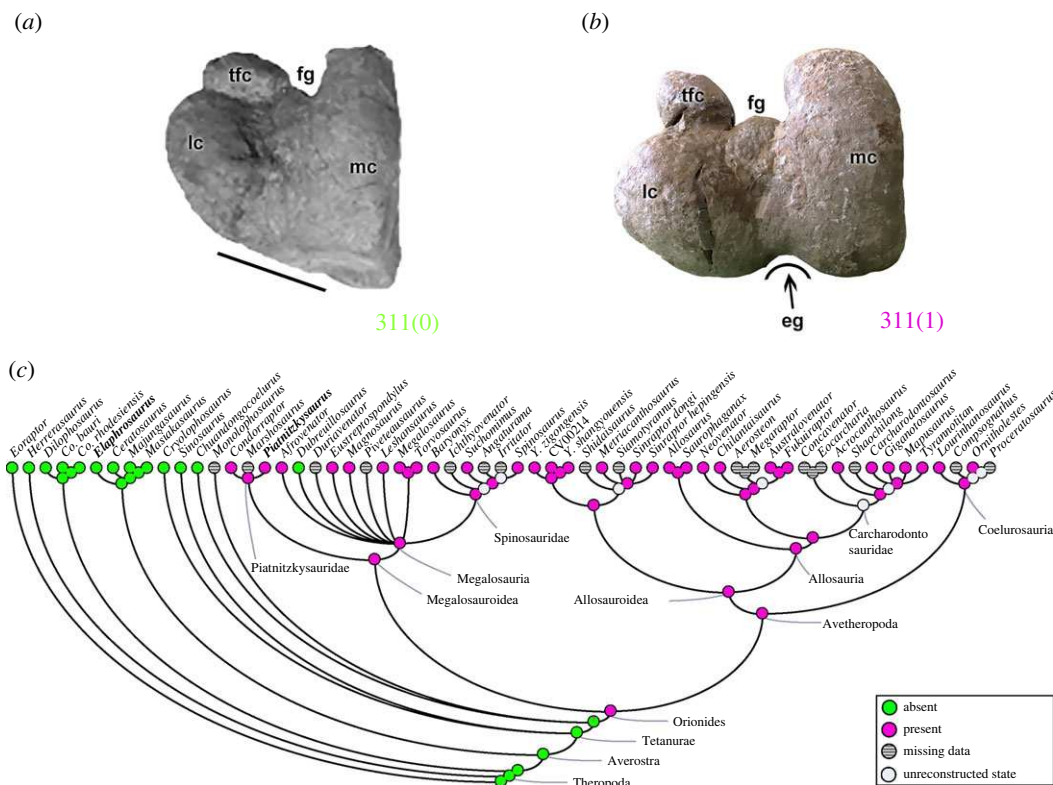 (a)
(b)
tfc
fg
lc
mc
311(0)
tfc
fg
lc
mc
eg
311(1)
(c)
Eoraptor
Herrerasaurus
Dilophosaurus
Co. bauri
Co. rhodesiensis
Elaphrosaurus
Ceratosaurus
Majungasaurus
Masiakasaurus
Cryolophosaurus
Sinosaurus
Chuandongocoelurus
Monolophosaurus
Condorraptor
Marshosaurus
Piatnitzkysaurus
Afrovenator
Dubreuillosaurus
Duriavenator
Eustreptospondylus
Magnosaurus
Piveteausaurus
Leshansaurus
Megalosaurus
Torvosaurus
Baryonyx
Ichthyovenator
Suchomimus
Angaturama
Irritator
Spinosaurus
Y. zigongensis
CV00214
Y. shangyouensis
Shidaisaurus
Metriacanthosaurus
Siamotyrannus
Sinraptor dongi
Sinraptor hepingensis
Allosaurus
Saurophaganax
Neovenator
Chilantaisaurus
Aerosteon
Megaraptor
Australovenator
Fukuiraptor
Concavenator
Eocarcharia
Acrocanthosaurus
Shaochilong
Carcharodontosaurus
Giganotosaurus
Mapusaurus
Tyrannotitan
Lourinhanosaurus
Compsognathus
Ornitholestes
Proceratosaurus
Spinosauridae
Carcharodonto
sauridae
Coelurosauria
Piatnitzkysauridae
Megalosauria
Allosauria
Megalosauroidea
Allosauroidea
Avetheropoda
Orionides
Tetanurae
Averostra
Theropoda
absent
present
missing data
unreconstructed state